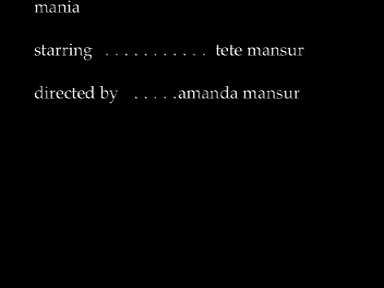 mania
starring . . . . . . . . . . . tete mansur
directed by . . . . .amanda mansur